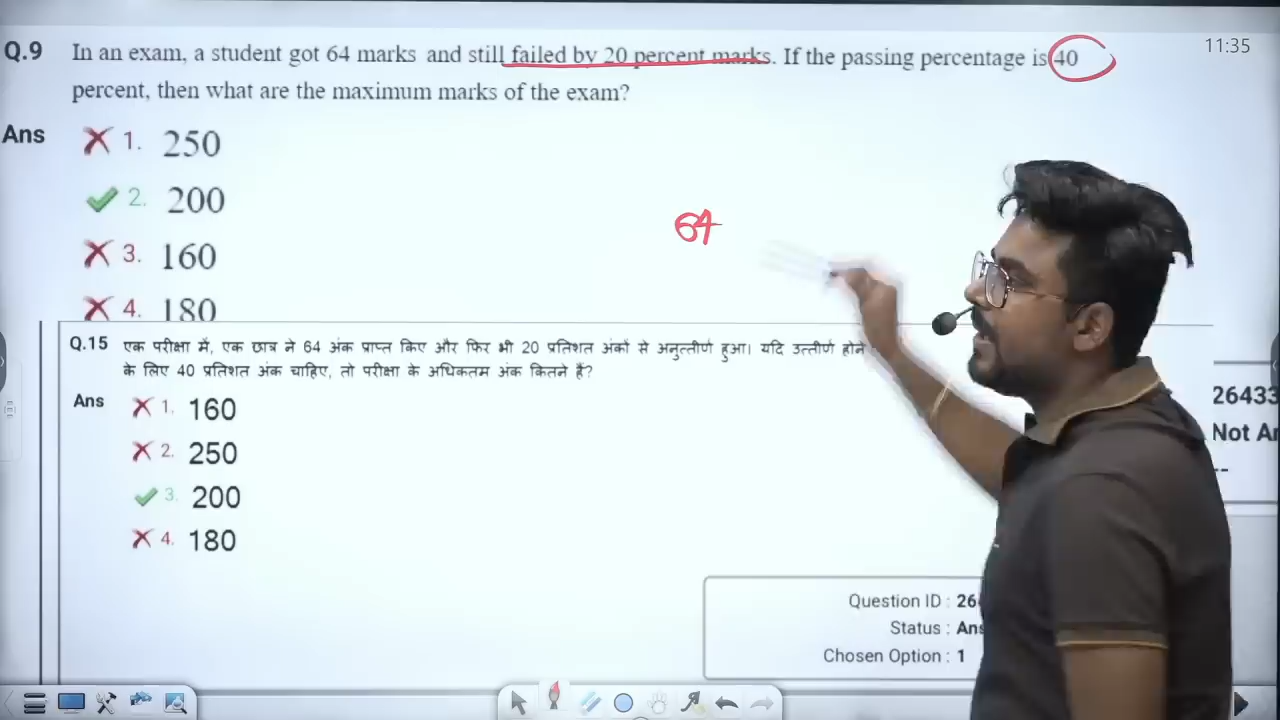 11:35
Q.9 In an exam, a student got 64 marks and still failed by 20 percent marks. If the passing percentage is 40
percent, then what are the maximum marks of the exam?
Ans
1. 250
2. 200
3. 160
4. 180
64
Q.15 एक परीक्षा में, एक छात्र ने 64 अंक प्राप्त किए और फिर भी 20 प्रतिशत अंकों से अनुत्तीर्ण हुआ। यदि उत्तीर्ण होने
के लिए 40 प्रतिशत अंक चाहिए, तो परीक्षा के अधिकतम अंक कितने हैं?
Ans
1. 160
2. 250
3. 200
4. 180
26433
Not An
--
Question ID : 26
Status : Ans
Chosen Option : 1